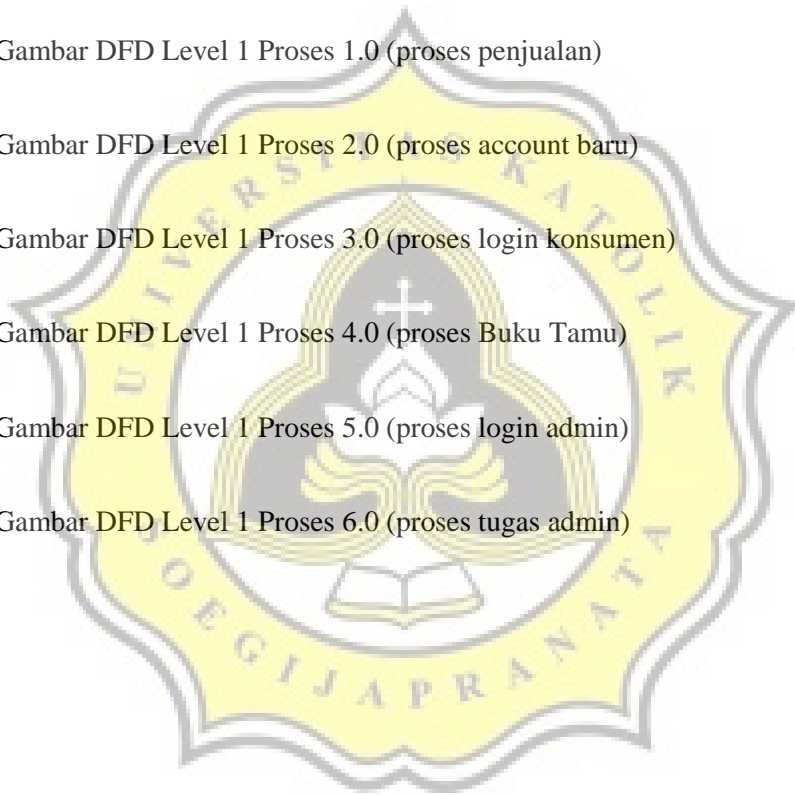 Gambar DFD Level 1 Proses 1.0 (proses penjualan)
Gambar DFD Level 1 Proses 2.0 (proses account baru)
Gambar DFD Level 1 Proses 3.0 (proses login konsumen)
Gambar DFD Level 1 Proses 4.0 (proses Buku Tamu)
Gambar DFD Level 1 Proses 5.0 (proses login admin)
Gambar DFD Level 1 Proses 6.0 (proses tugas admin)
UNIVERSITAS KATOLIK
SOEGIJAPRANATA